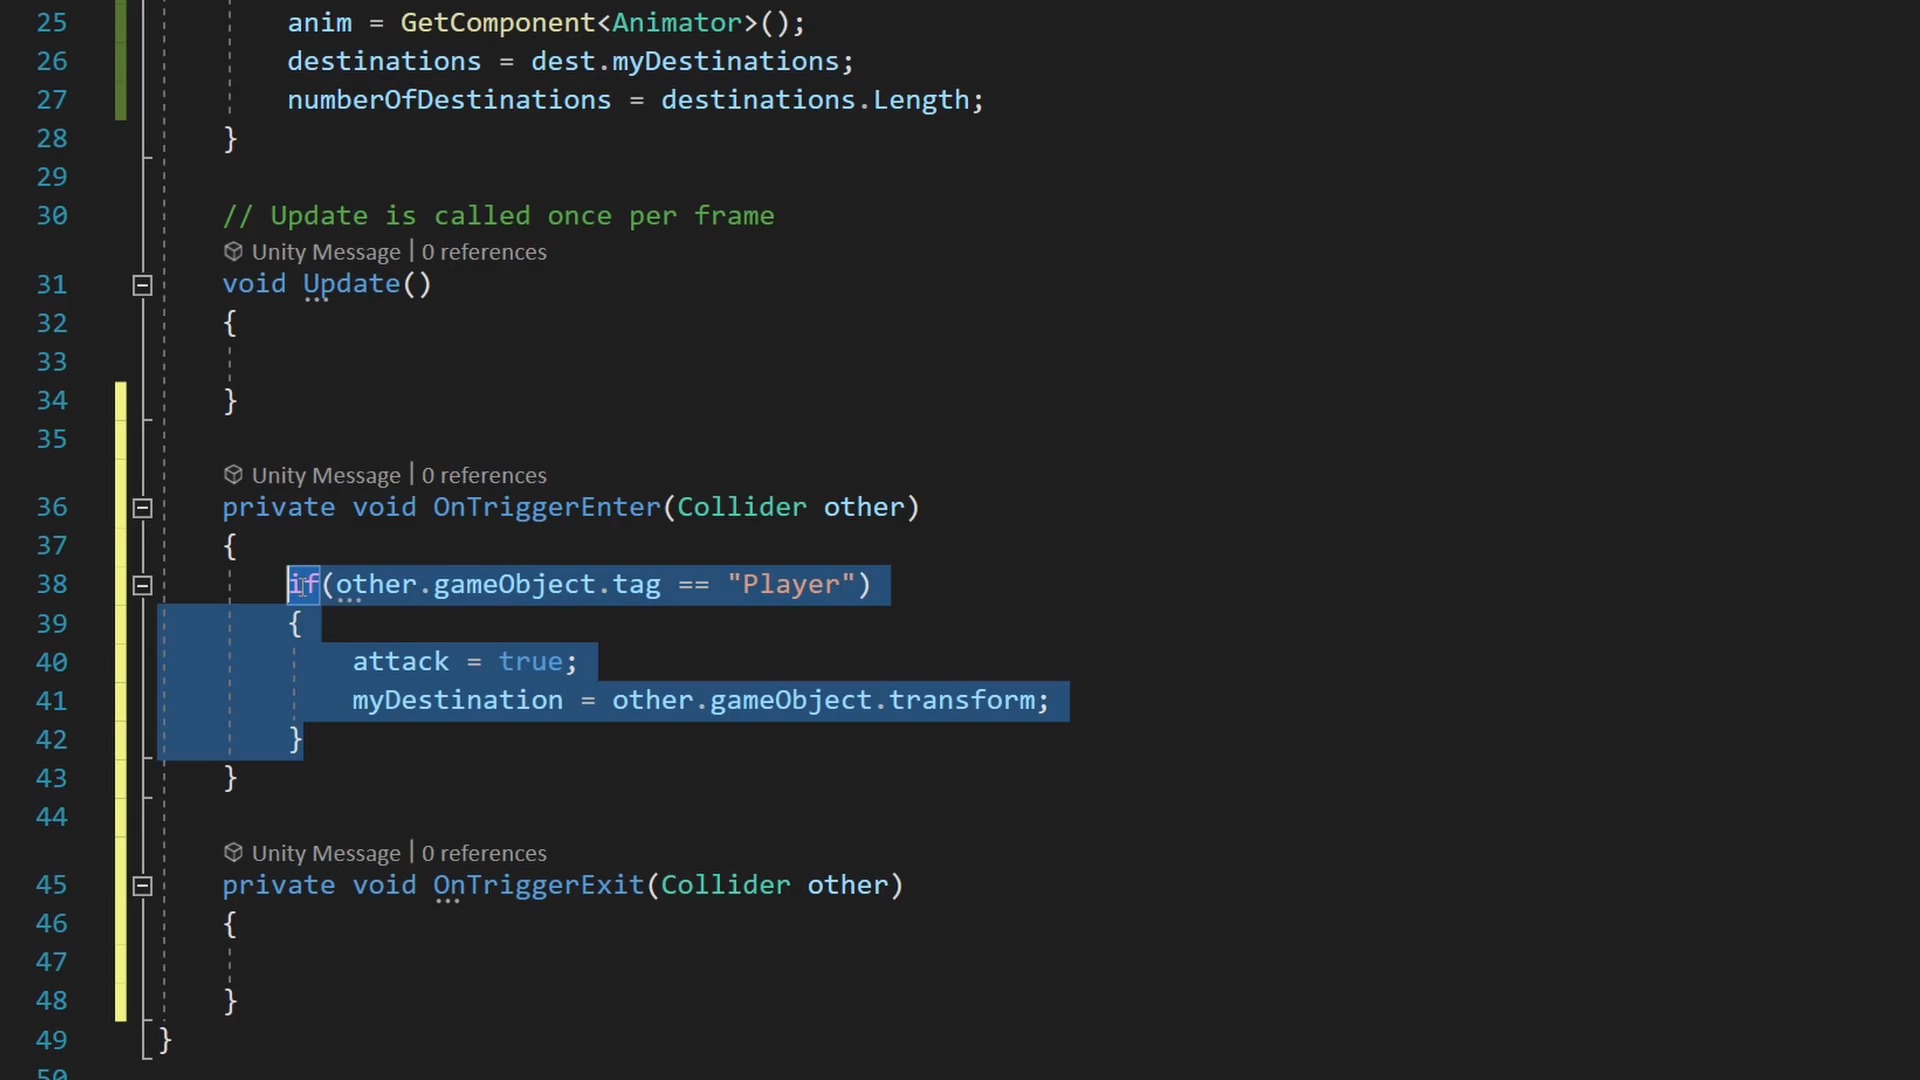 25 anim = GetComponent<Animator>();
26 destinations = dest.myDestinations;
27 numberOfDestinations = destinations.Length;
28 }
29
30 // Update is called once per frame
Unity Message | 0 references
31 void Update()
32 {
33
34 }
35
Unity Message | 0 references
36 private void OnTriggerEnter(Collider other)
37 {
38 if(other.gameObject.tag == "Player")
39 {
40 attack = true;
41 myDestination = other.gameObject.transform;
42 }
43 }
44
Unity Message | 0 references
45 private void OnTriggerExit(Collider other)
46 {
47
48 }
49 }
50